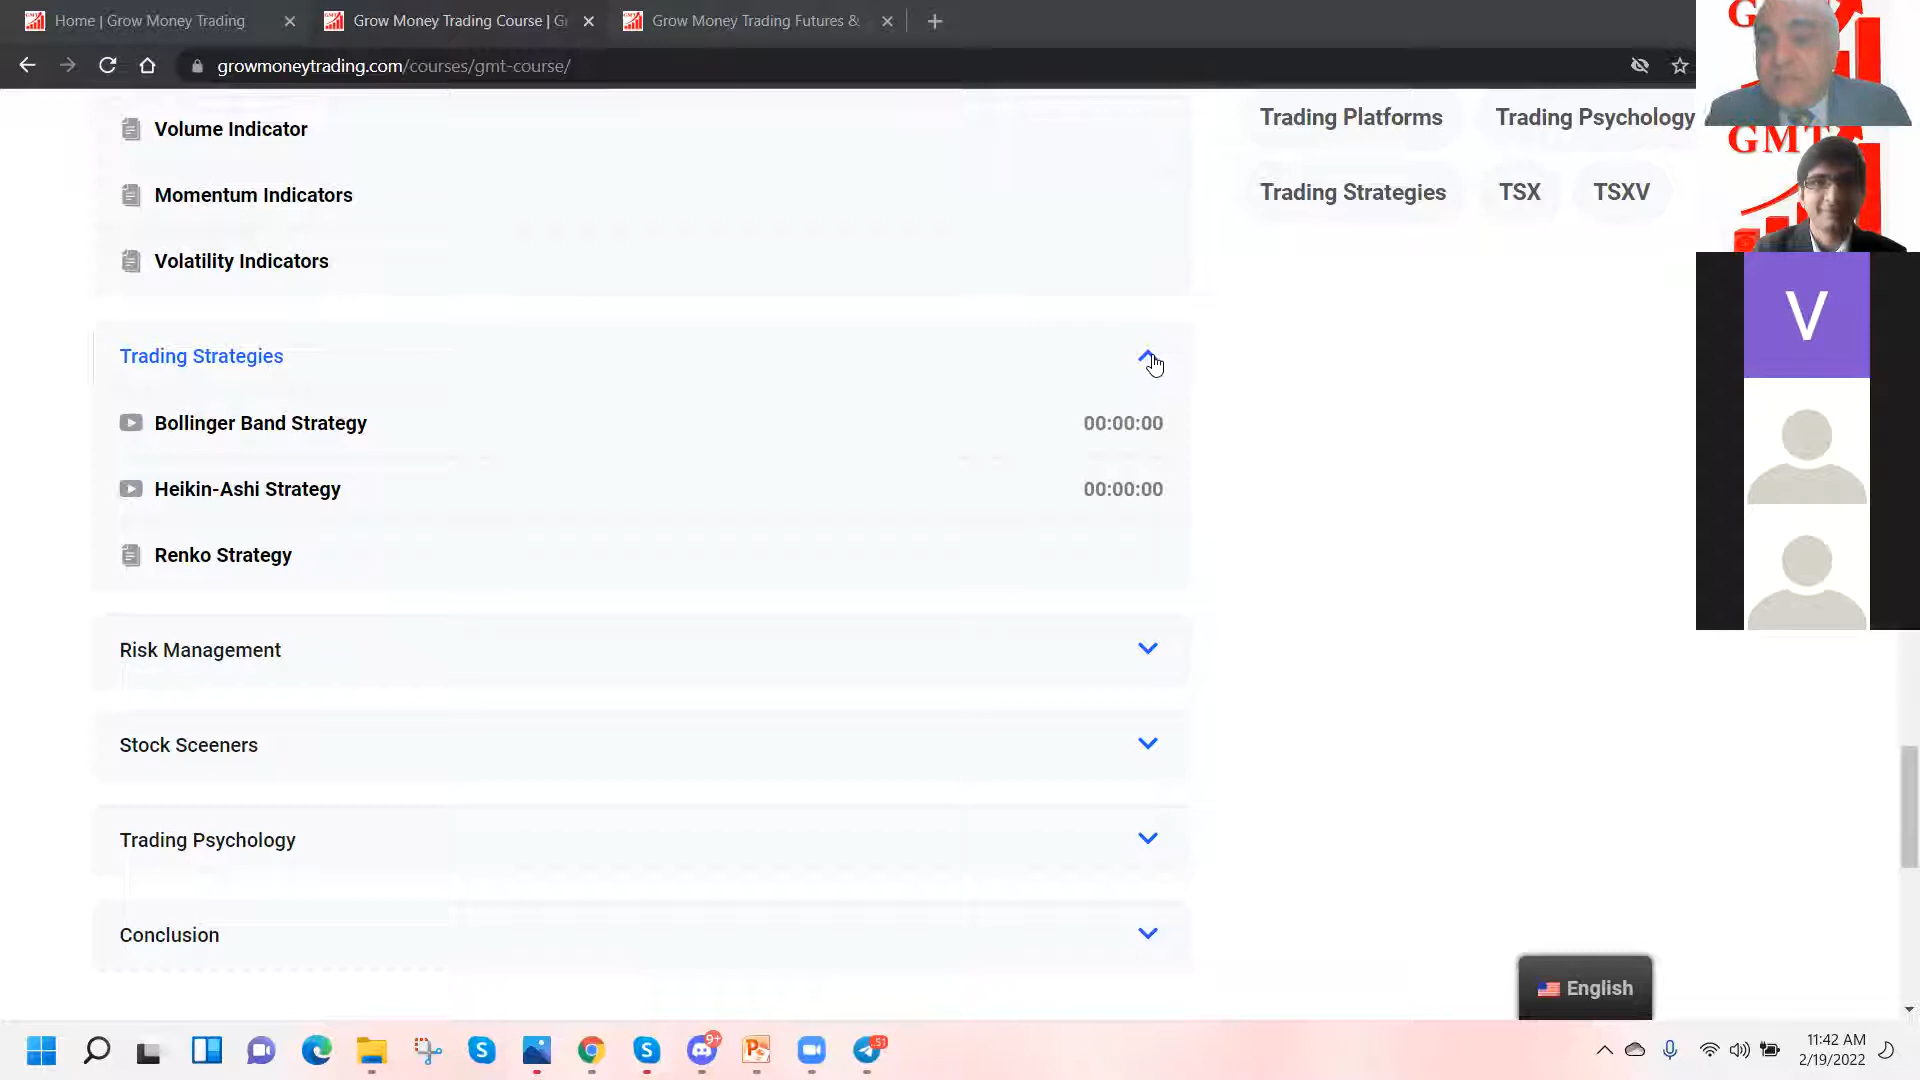 Home | Grow Money Trading
Grow Money Trading Course | G
Grow Money Trading Futures &
growmoneytrading.com/courses/gmt-course/
Volume Indicator
Momentum Indicators
Volatility Indicators
Trading Platforms
Trading Psychology
Trading Strategies
TSX
TSXV
GMT
V
Trading Strategies
Bollinger Band Strategy
00:00:00
Heikin-Ashi Strategy
00:00:00
Renko Strategy
Risk Management
Stock Sceeners
Trading Psychology
Conclusion
English
9+
51
11:42 AM
2/19/2022